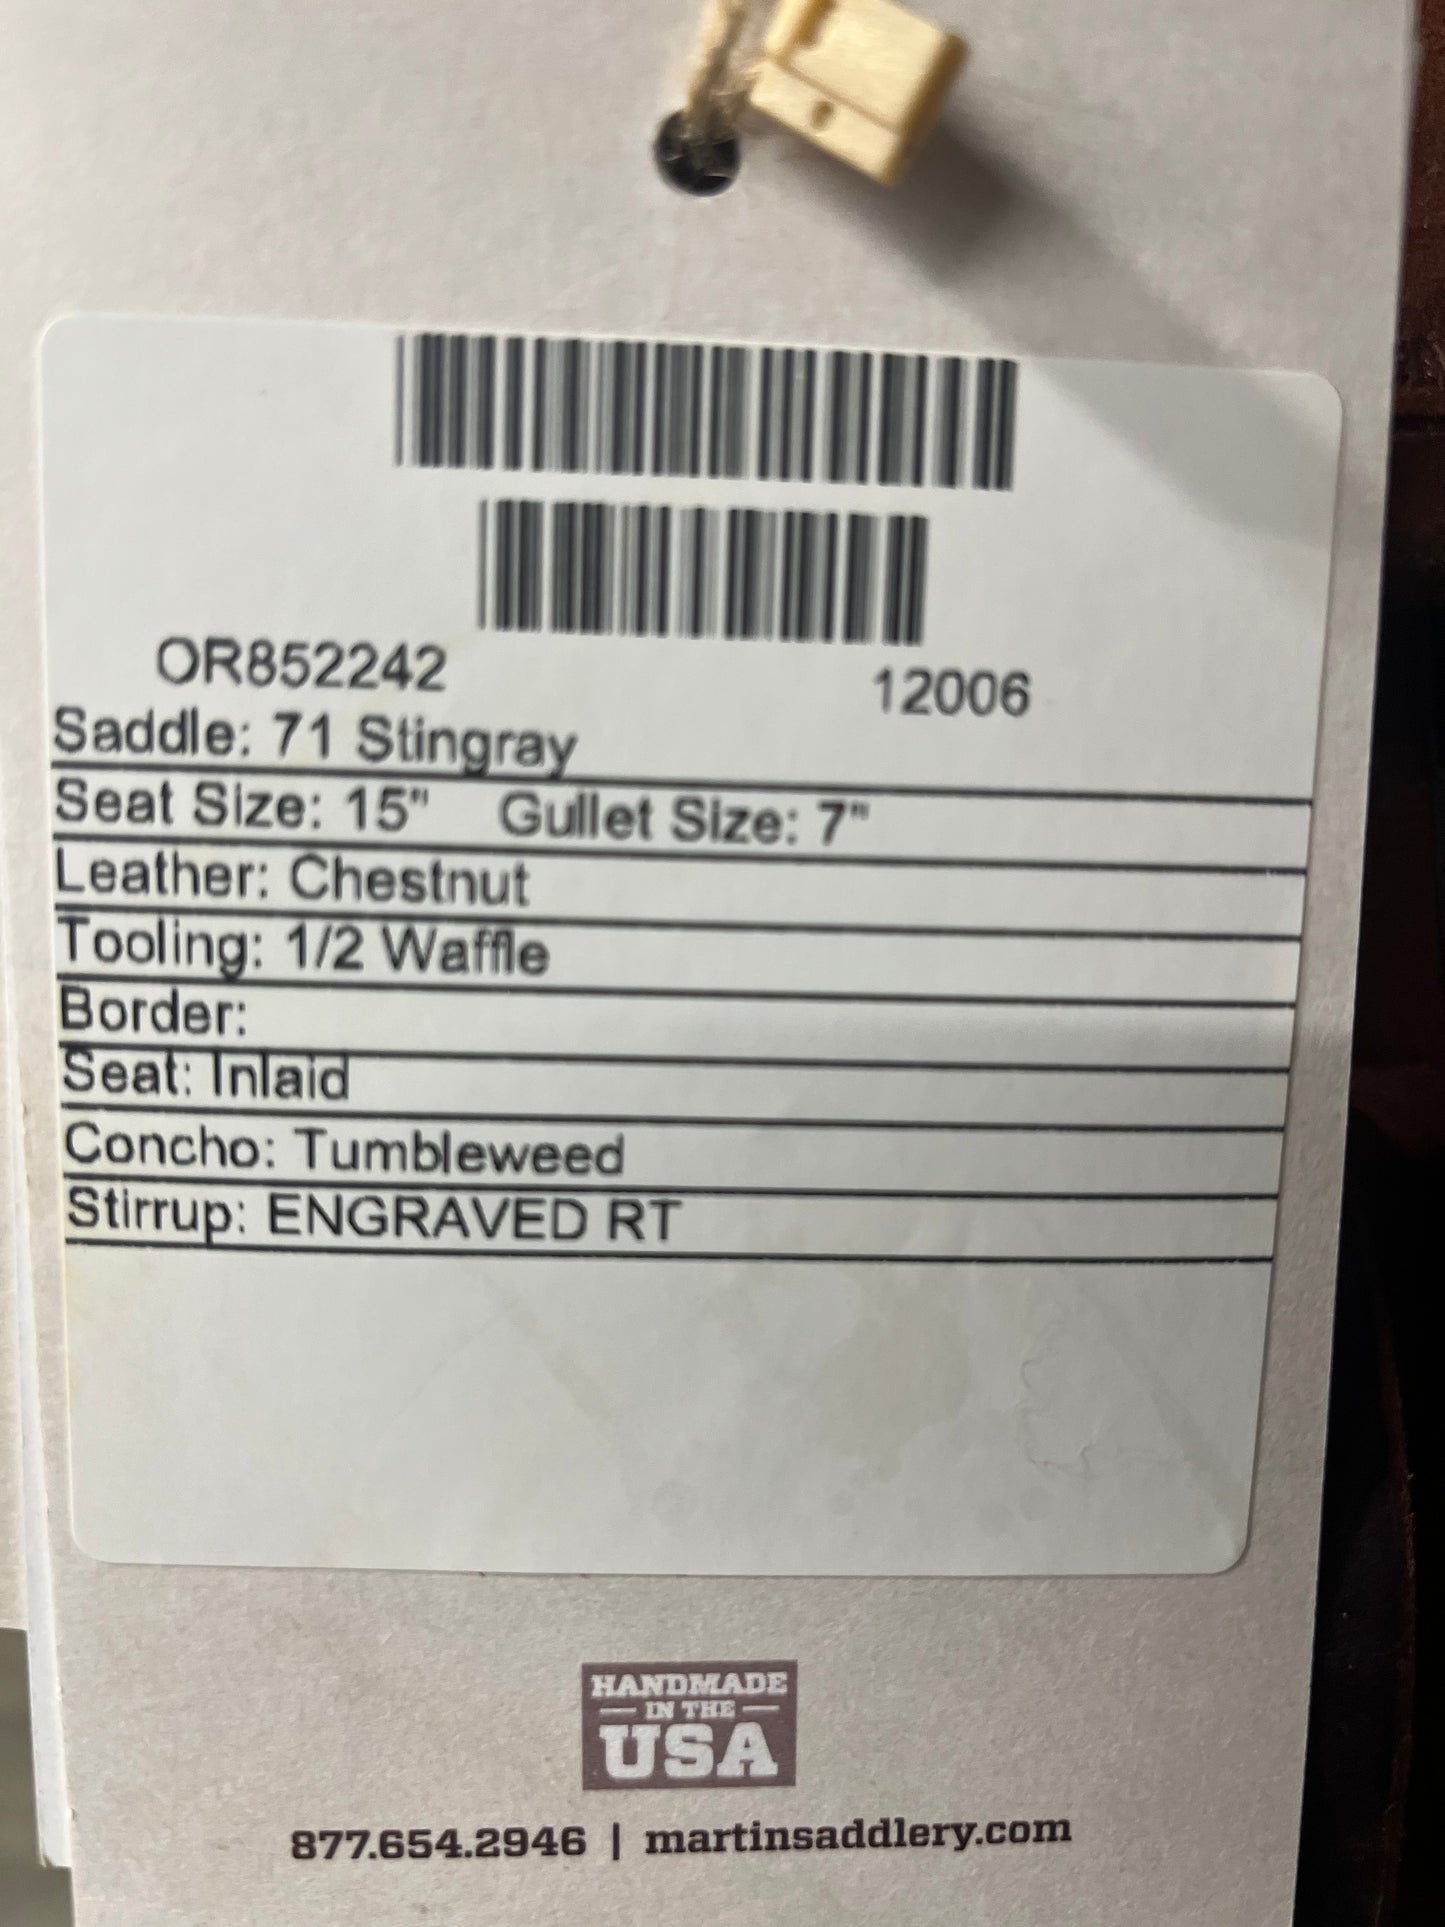 OR852242 12006
Saddle: 71 Stingray
Seat Size: 15" Gullet Size: 7"
Leather: Chestnut
Tooling: 1/2 Waffle
Border:
Seat: Inlaid
Concho: Tumbleweed
Stirrup: ENGRAVED RT
HANDMADE
IN THE
USA
877.654.2946 | martinsaddlery.com